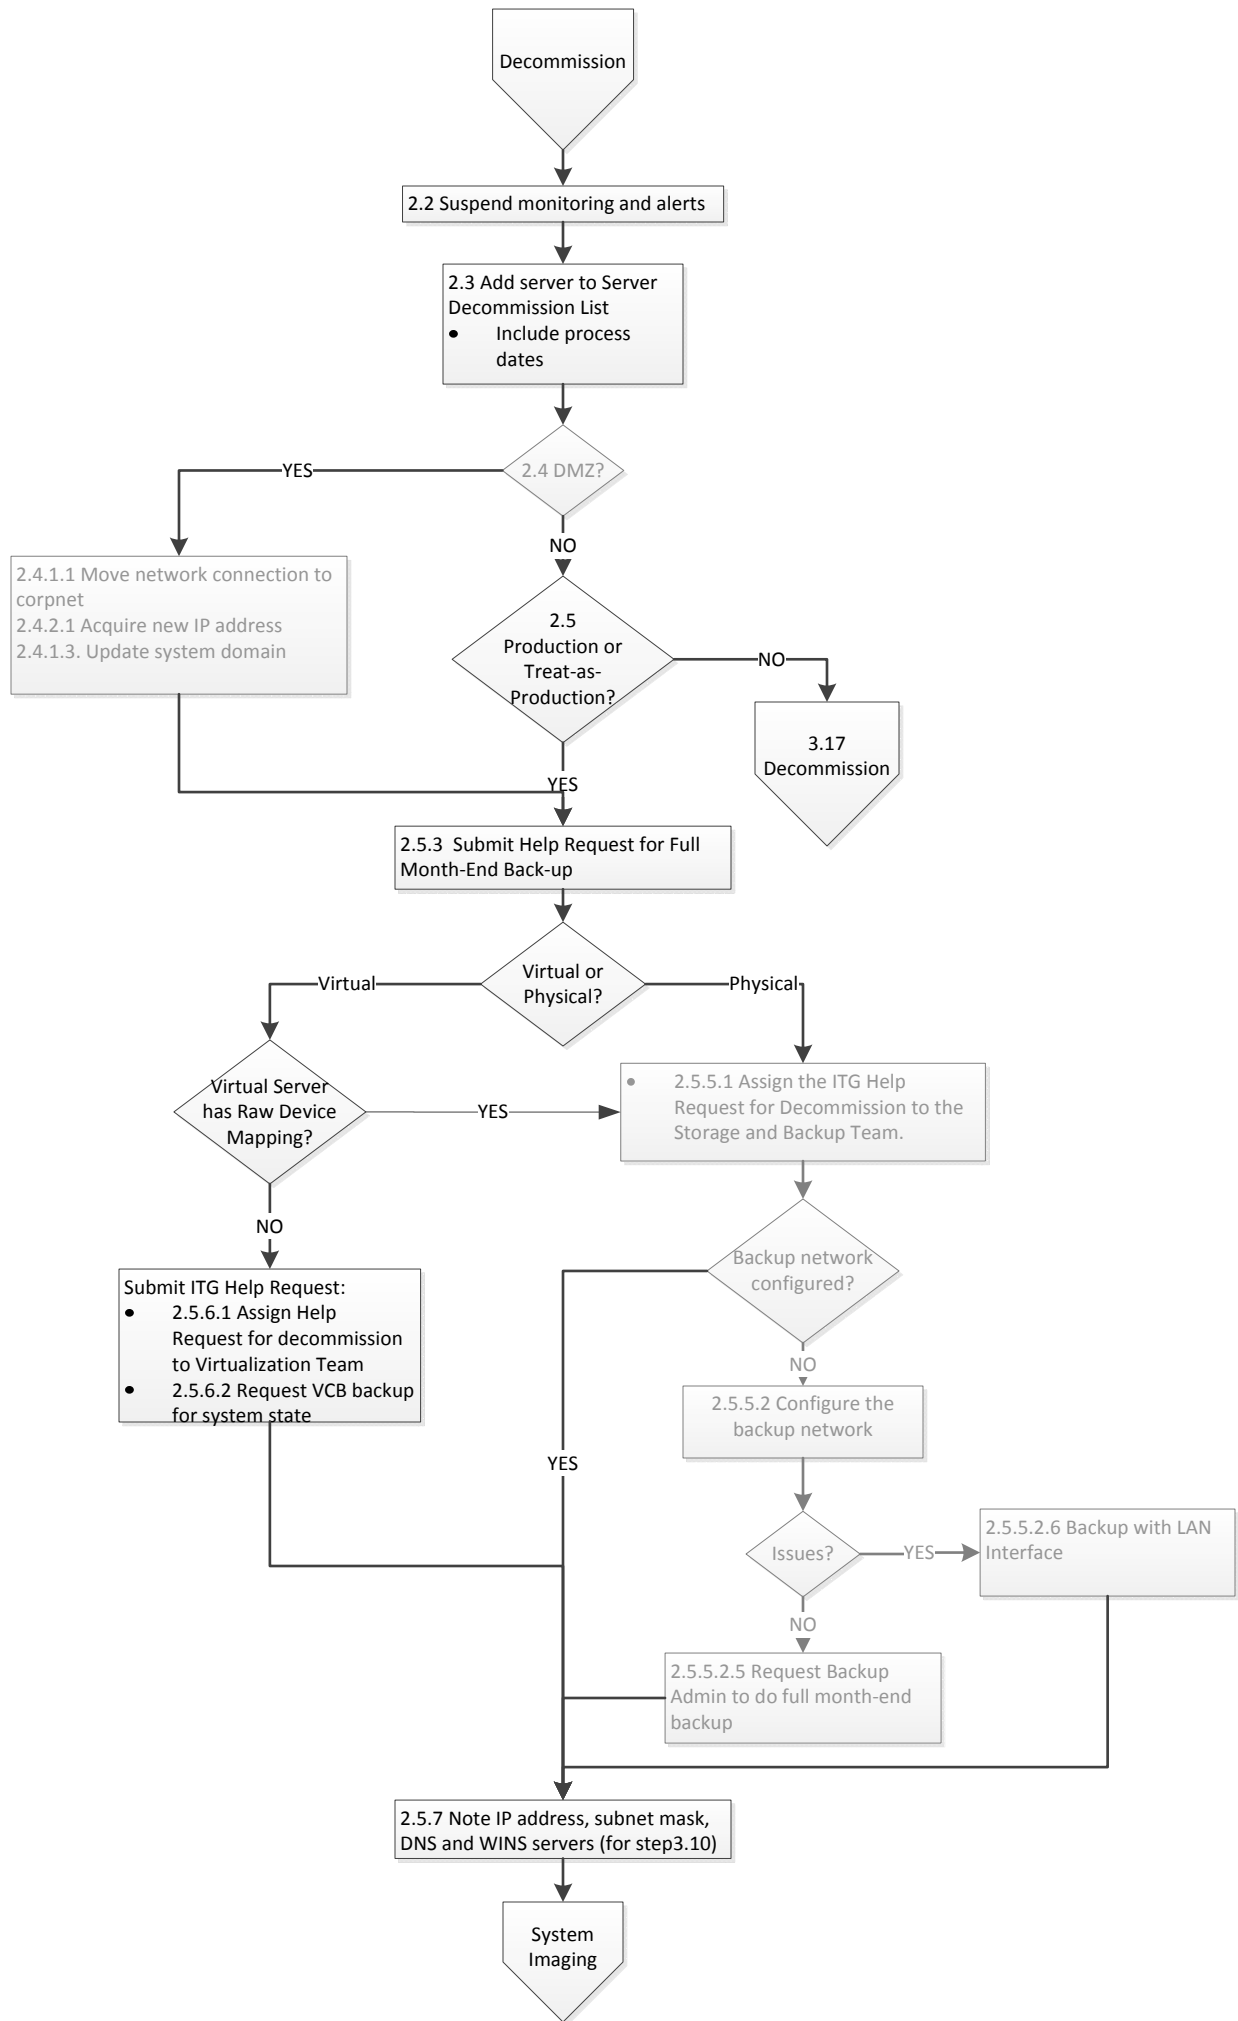 Decommission
2.2 Suspend monitoring and alerts
2.3 Add server to Server
Decommission List
• Include process
dates
2.4 DMZ?
YES
NO
2.4.1.1 Move network connection to
corpnet
2.4.2.1 Acquire new IP address
2.4.1.3. Update system domain
2.5
Production or
Treat-as-
Production?
NO
3.17
Decommission
YES
2.5.3  Submit Help Request for Full
Month-End Back-up
Virtual or
Physical?
Virtual
Physical
Virtual Server
has Raw Device
Mapping?
YES
• 2.5.5.1 Assign the ITG Help
Request for Decommission to the
Storage and Backup Team.
NO
Backup network
configured?
Submit ITG Help Request:
• 2.5.6.1 Assign Help
Request for decommission
to Virtualization Team
• 2.5.6.2 Request VCB backup
for system state
NO
2.5.5.2 Configure the
backup network
YES
Issues?
YES
2.5.5.2.6 Backup with LAN
Interface
NO
2.5.5.2.5 Request Backup
Admin to do full month-end
backup
2.5.7 Note IP address, subnet mask,
DNS and WINS servers (for step3.10)
System
Imaging